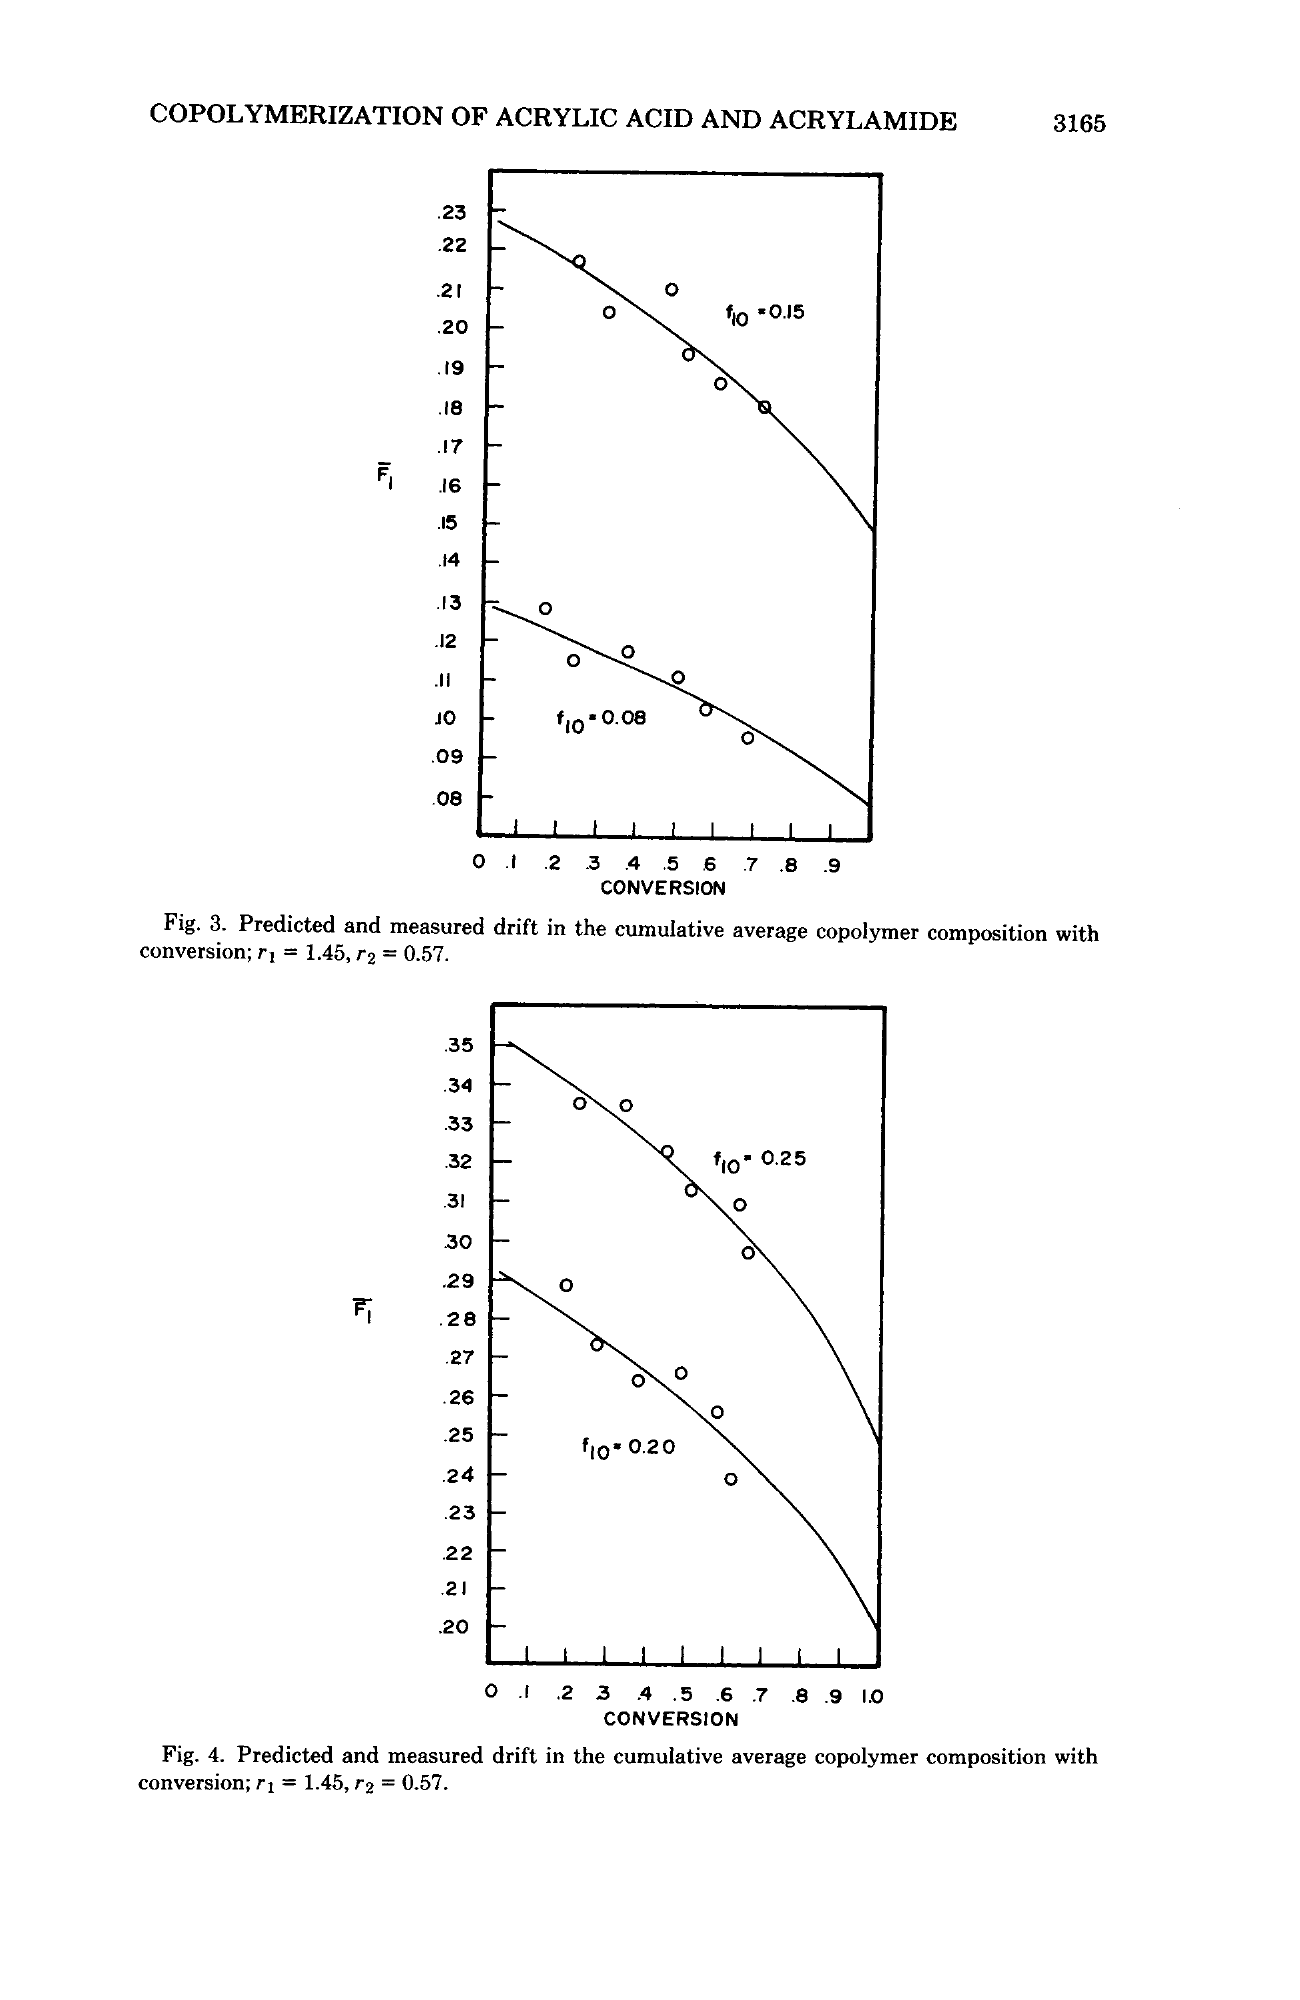 COPOLYMERIZATION OF ACRYLIC ACID AND ACRYLAMIDE 3165
.23
.22
.21
.20
.19
.18
.17
.16
.15
.14
.13
.12
.11
.10
.09
.08
F̅₁
f₁₀ = 0.15
f₁₀ = 0.08
0 .1 .2 .3 .4 .5 .6 .7 .8 .9
CONVERSION
Fig. 3. Predicted and measured drift in the cumulative average copolymer composition with
conversion; r₁ = 1.45, r₂ = 0.57.
.35
.34
.33
.32
.31
.30
.29
.28
.27
.26
.25
.24
.23
.22
.21
.20
F̅₁
f₁₀ = 0.25
f₁₀ = 0.20
0 .1 .2 .3 .4 .5 .6 .7 .8 .9 1.0
CONVERSION
Fig. 4. Predicted and measured drift in the cumulative average copolymer composition with
conversion; r₁ = 1.45, r₂ = 0.57.